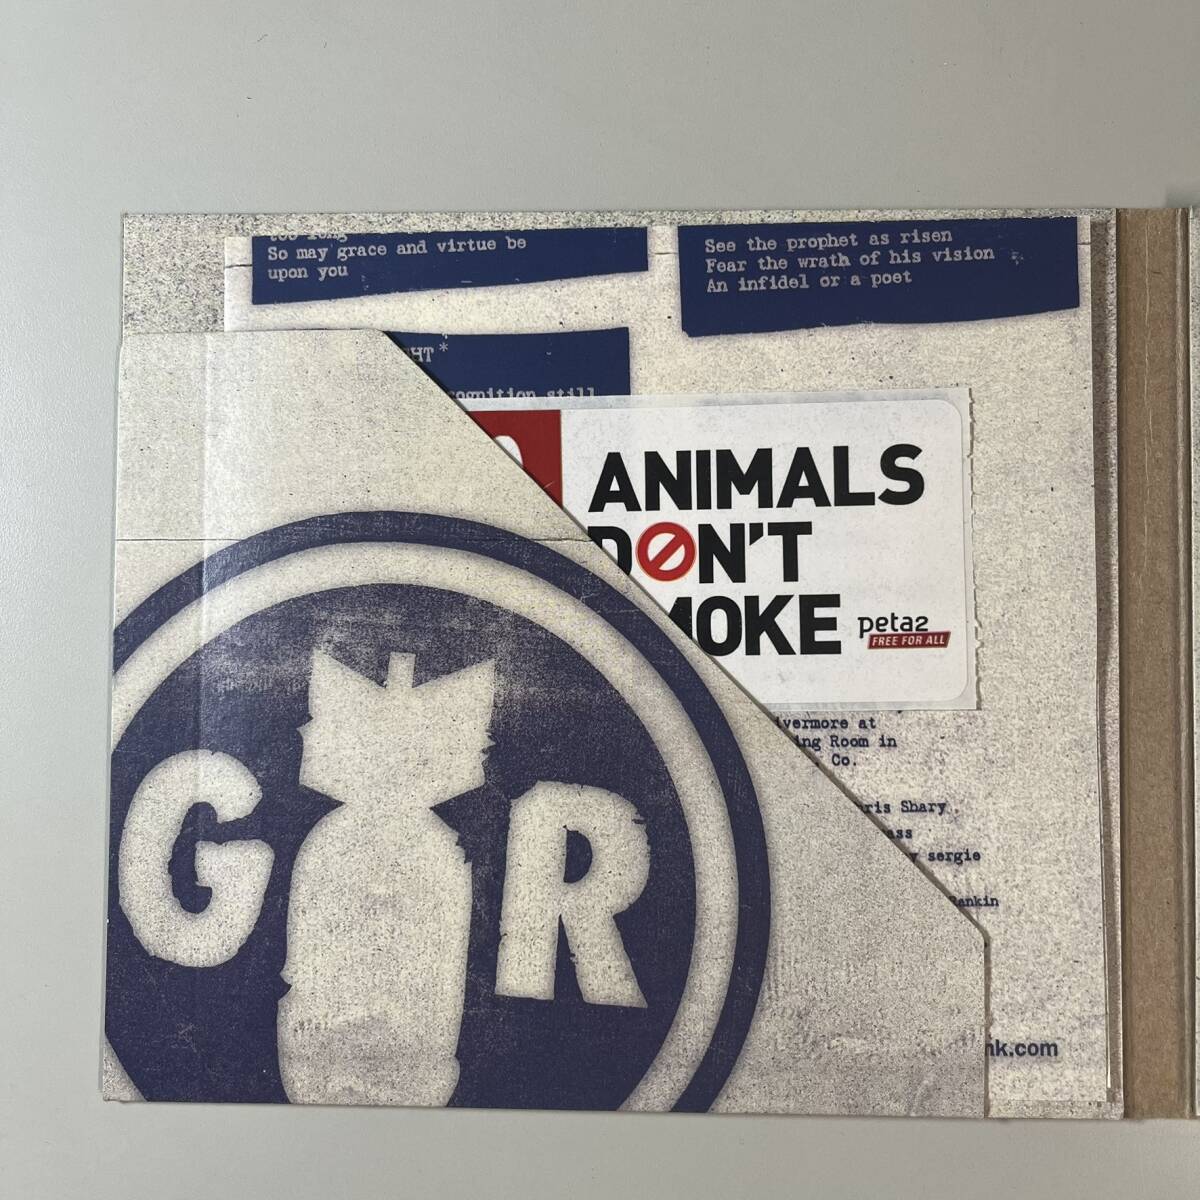 So may grace and virtue be
upon you
See the prophet as risen
Fear the wrath of his vision
An infidel or a poet
HT*
still
ANIMALS
DON'T
MOKE
peta2
FREE FOR ALL
ivermore at
ing Room in
Co.
ris Shary
ass
y sergie
Rankin
nk.com
G R